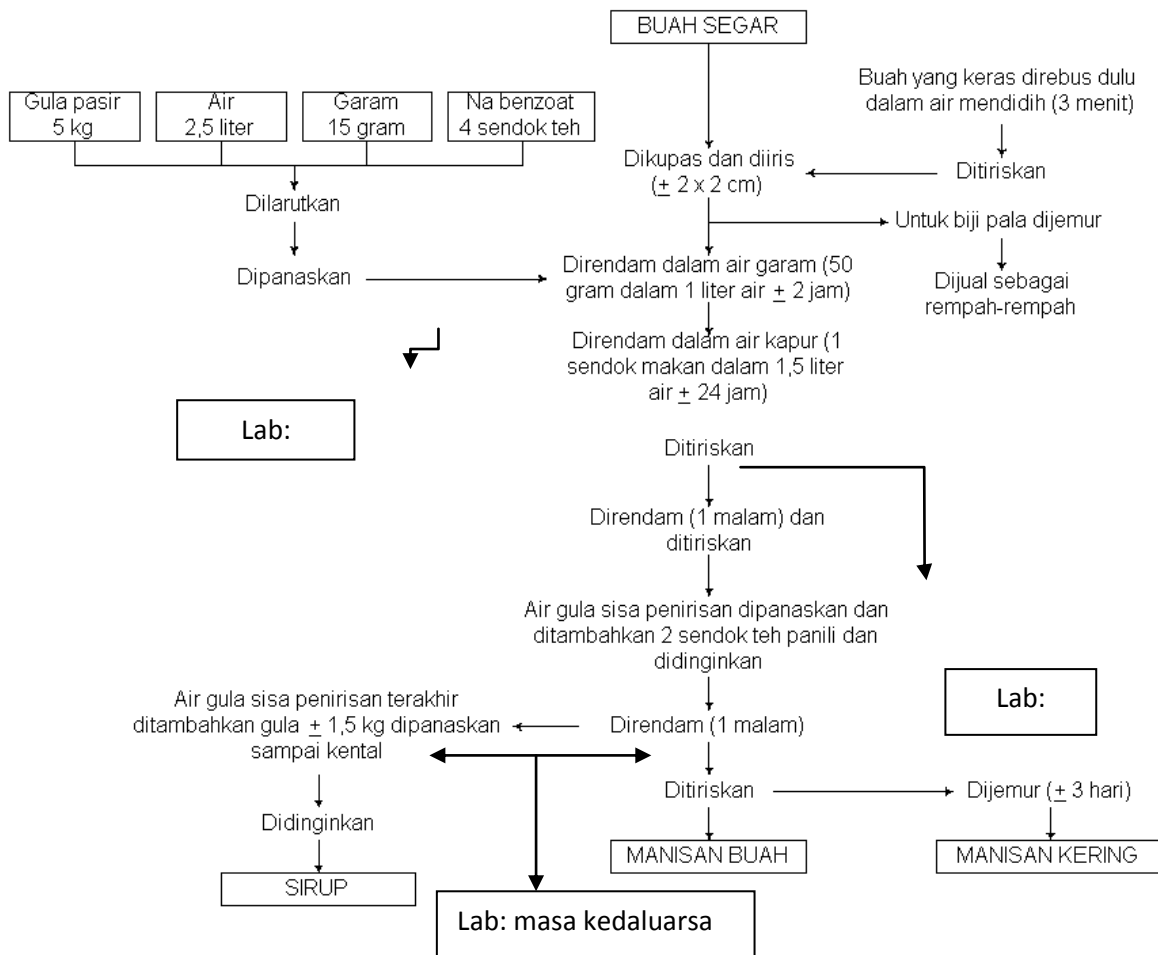 BUAH SEGAR
Buah yang keras direbus dulu
dalam air mendidih (3 menit)
Gula pasir
5 kg
Air
2,5 liter
Garam
15 gram
Na benzoat
4 sendok teh
Dikupas dan diiris
(± 2 x 2 cm)
Ditiriskan
Dilarutkan
Untuk biji pala dijemur
Dipanaskan
Direndam dalam air garam (50
gram dalam 1 liter air ± 2 jam)
Dijual sebagai
rempah-rempah
Direndam dalam air kapur (1
sendok makan dalam 1,5 liter
air ± 24 jam)
Lab:
Ditiriskan
Direndam (1 malam) dan
ditiriskan
Air gula sisa penirisan dipanaskan dan
ditambahkan 2 sendok teh panili dan
didinginkan
Lab:
Air gula sisa penirisan terakhir
ditambahkan gula ± 1,5 kg dipanaskan
sampai kental
Direndam (1 malam)
Ditiriskan
Dijemur (± 3 hari)
Didinginkan
MANISAN BUAH
MANISAN KERING
SIRUP
Lab: masa kedaluarsa